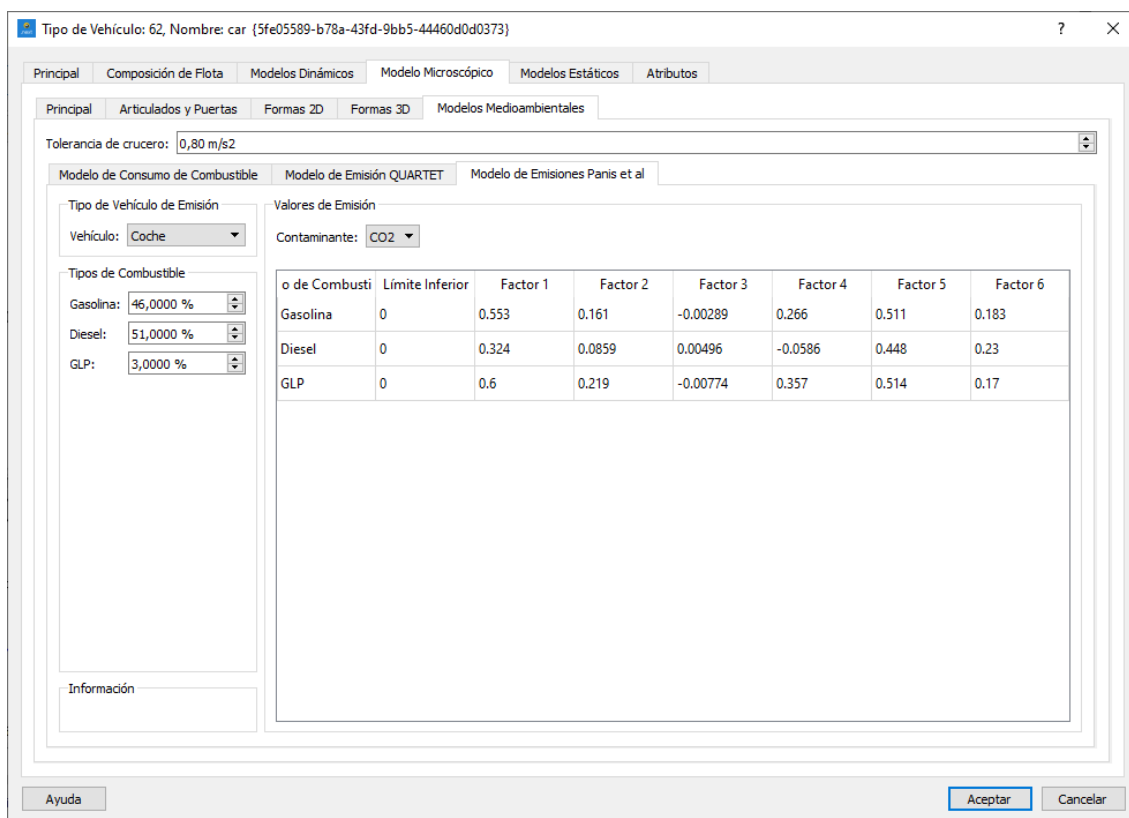 Tipo de Vehículo: 62, Nombre: car {5fe05589-b78a-43fd-9bb5-44460d0d0373}
Principal Composición de Flota Modelos Dinámicos Modelo Microscópico Modelos Estáticos Atributos
Principal Articulados y Puertas Formas 2D Formas 3D Modelos Medioambientales
Tolerancia de crucero: 0,80 m/s2
Modelo de Consumo de Combustible Modelo de Emisión QUARTET Modelo de Emisiones Panis et al
Tipo de Vehículo de Emisión
Vehículo: Coche
Tipos de Combustible
Gasolina: 46,0000 %
Diesel: 51,0000 %
GLP: 3,0000 %
Información
Valores de Emisión
Contaminante: CO2
o de Combusti Límite Inferior Factor 1 Factor 2 Factor 3 Factor 4 Factor 5 Factor 6
Gasolina 0 0.553 0.161 -0.00289 0.266 0.511 0.183
Diesel 0 0.324 0.0859 0.00496 -0.0586 0.448 0.23
GLP 0 0.6 0.219 -0.00774 0.357 0.514 0.17
Ayuda Aceptar Cancelar